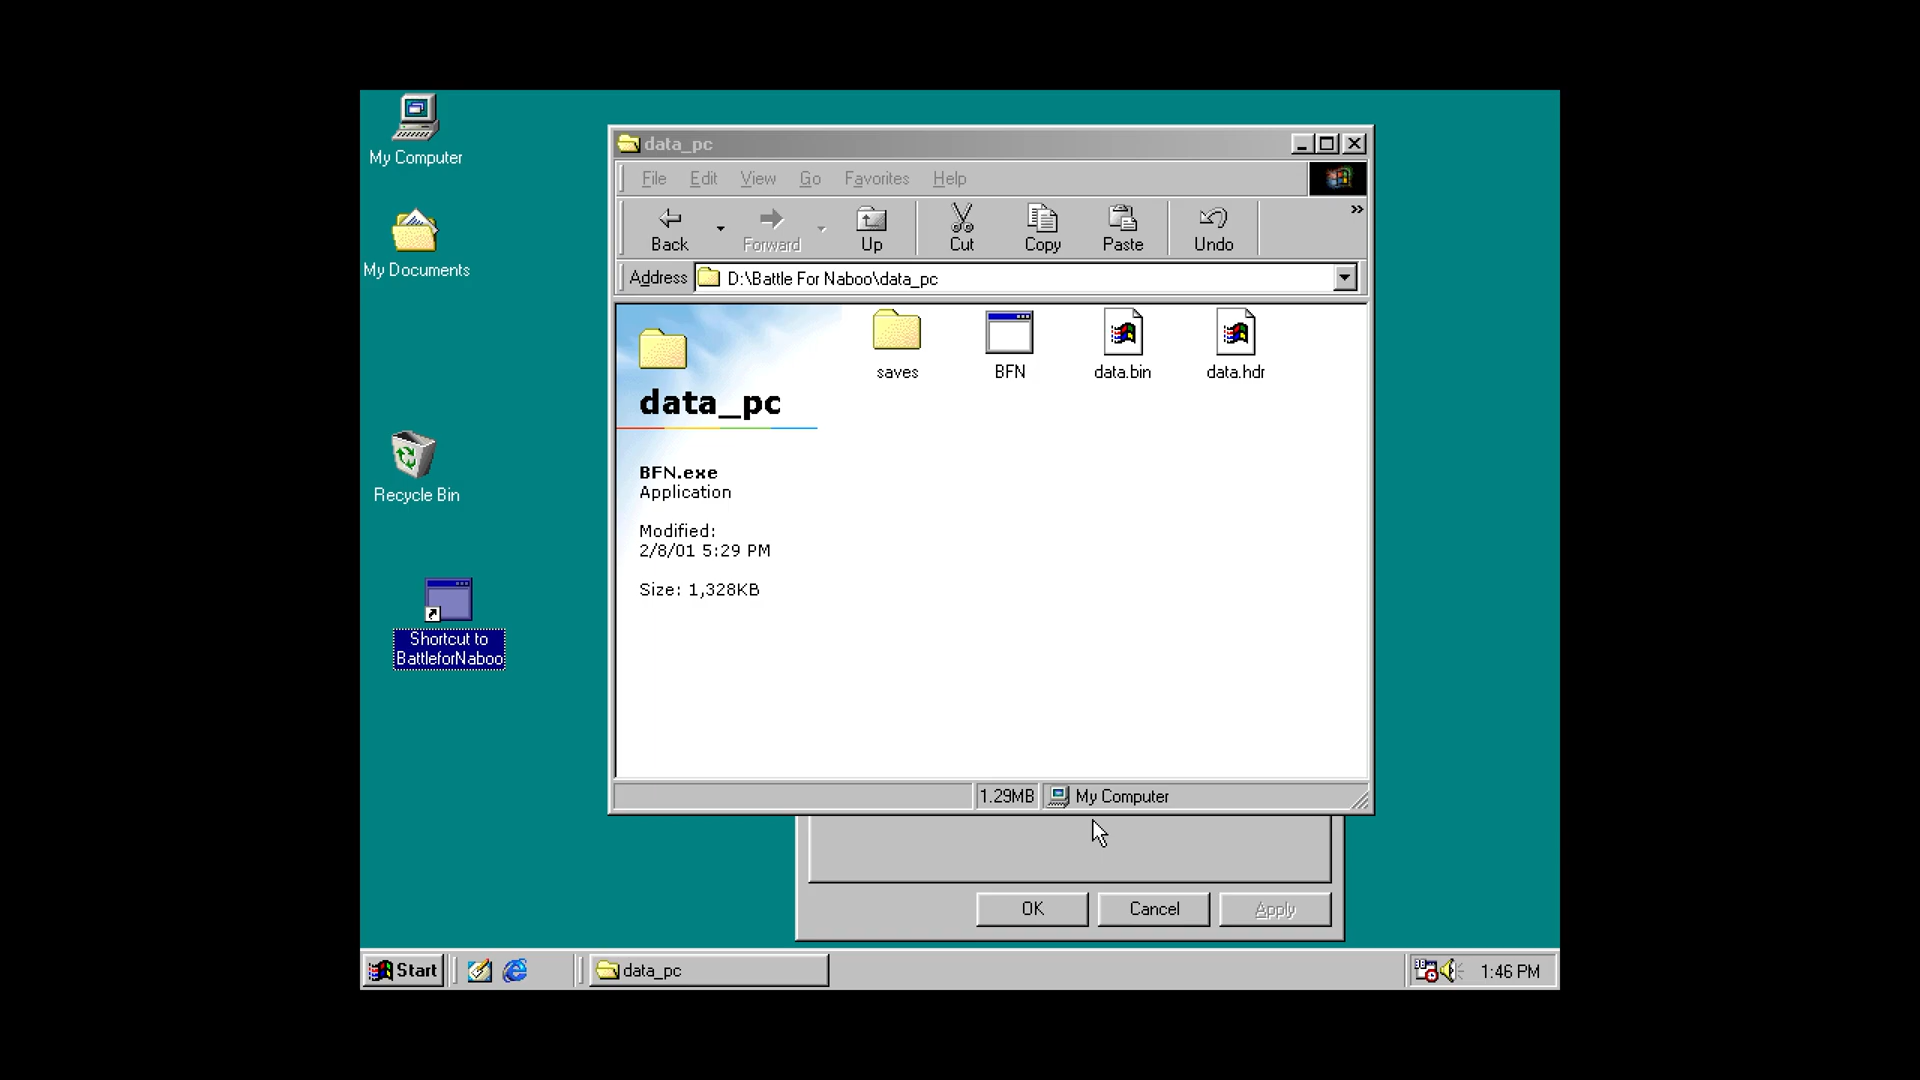 My Computer
My Documents
Recycle Bin
Shortcut to
BattleforNaboo
data_pc
File Edit View Go Favorites Help
Back Forward Up Cut Copy Paste Undo »
Address D:\Battle For Naboo\data_pc
saves BFN data.bin data.hdr
data_pc
BFN.exe
Application
Modified:
2/8/01 5:29 PM
Size: 1,328KB
1.29MB My Computer
OK Cancel Apply
Start data_pc 1:46 PM